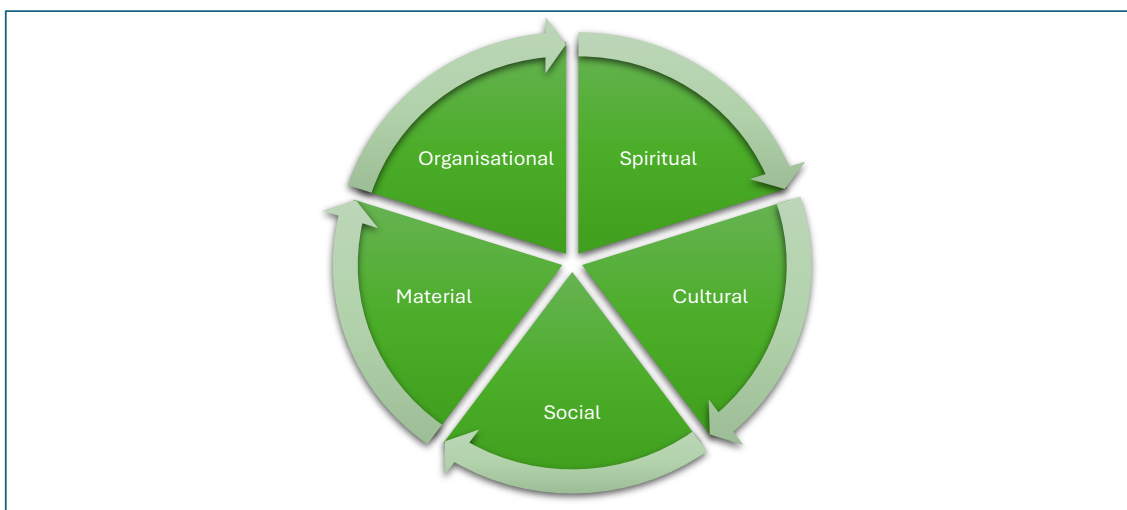 Organisational
Spiritual
Material
Cultural
Social